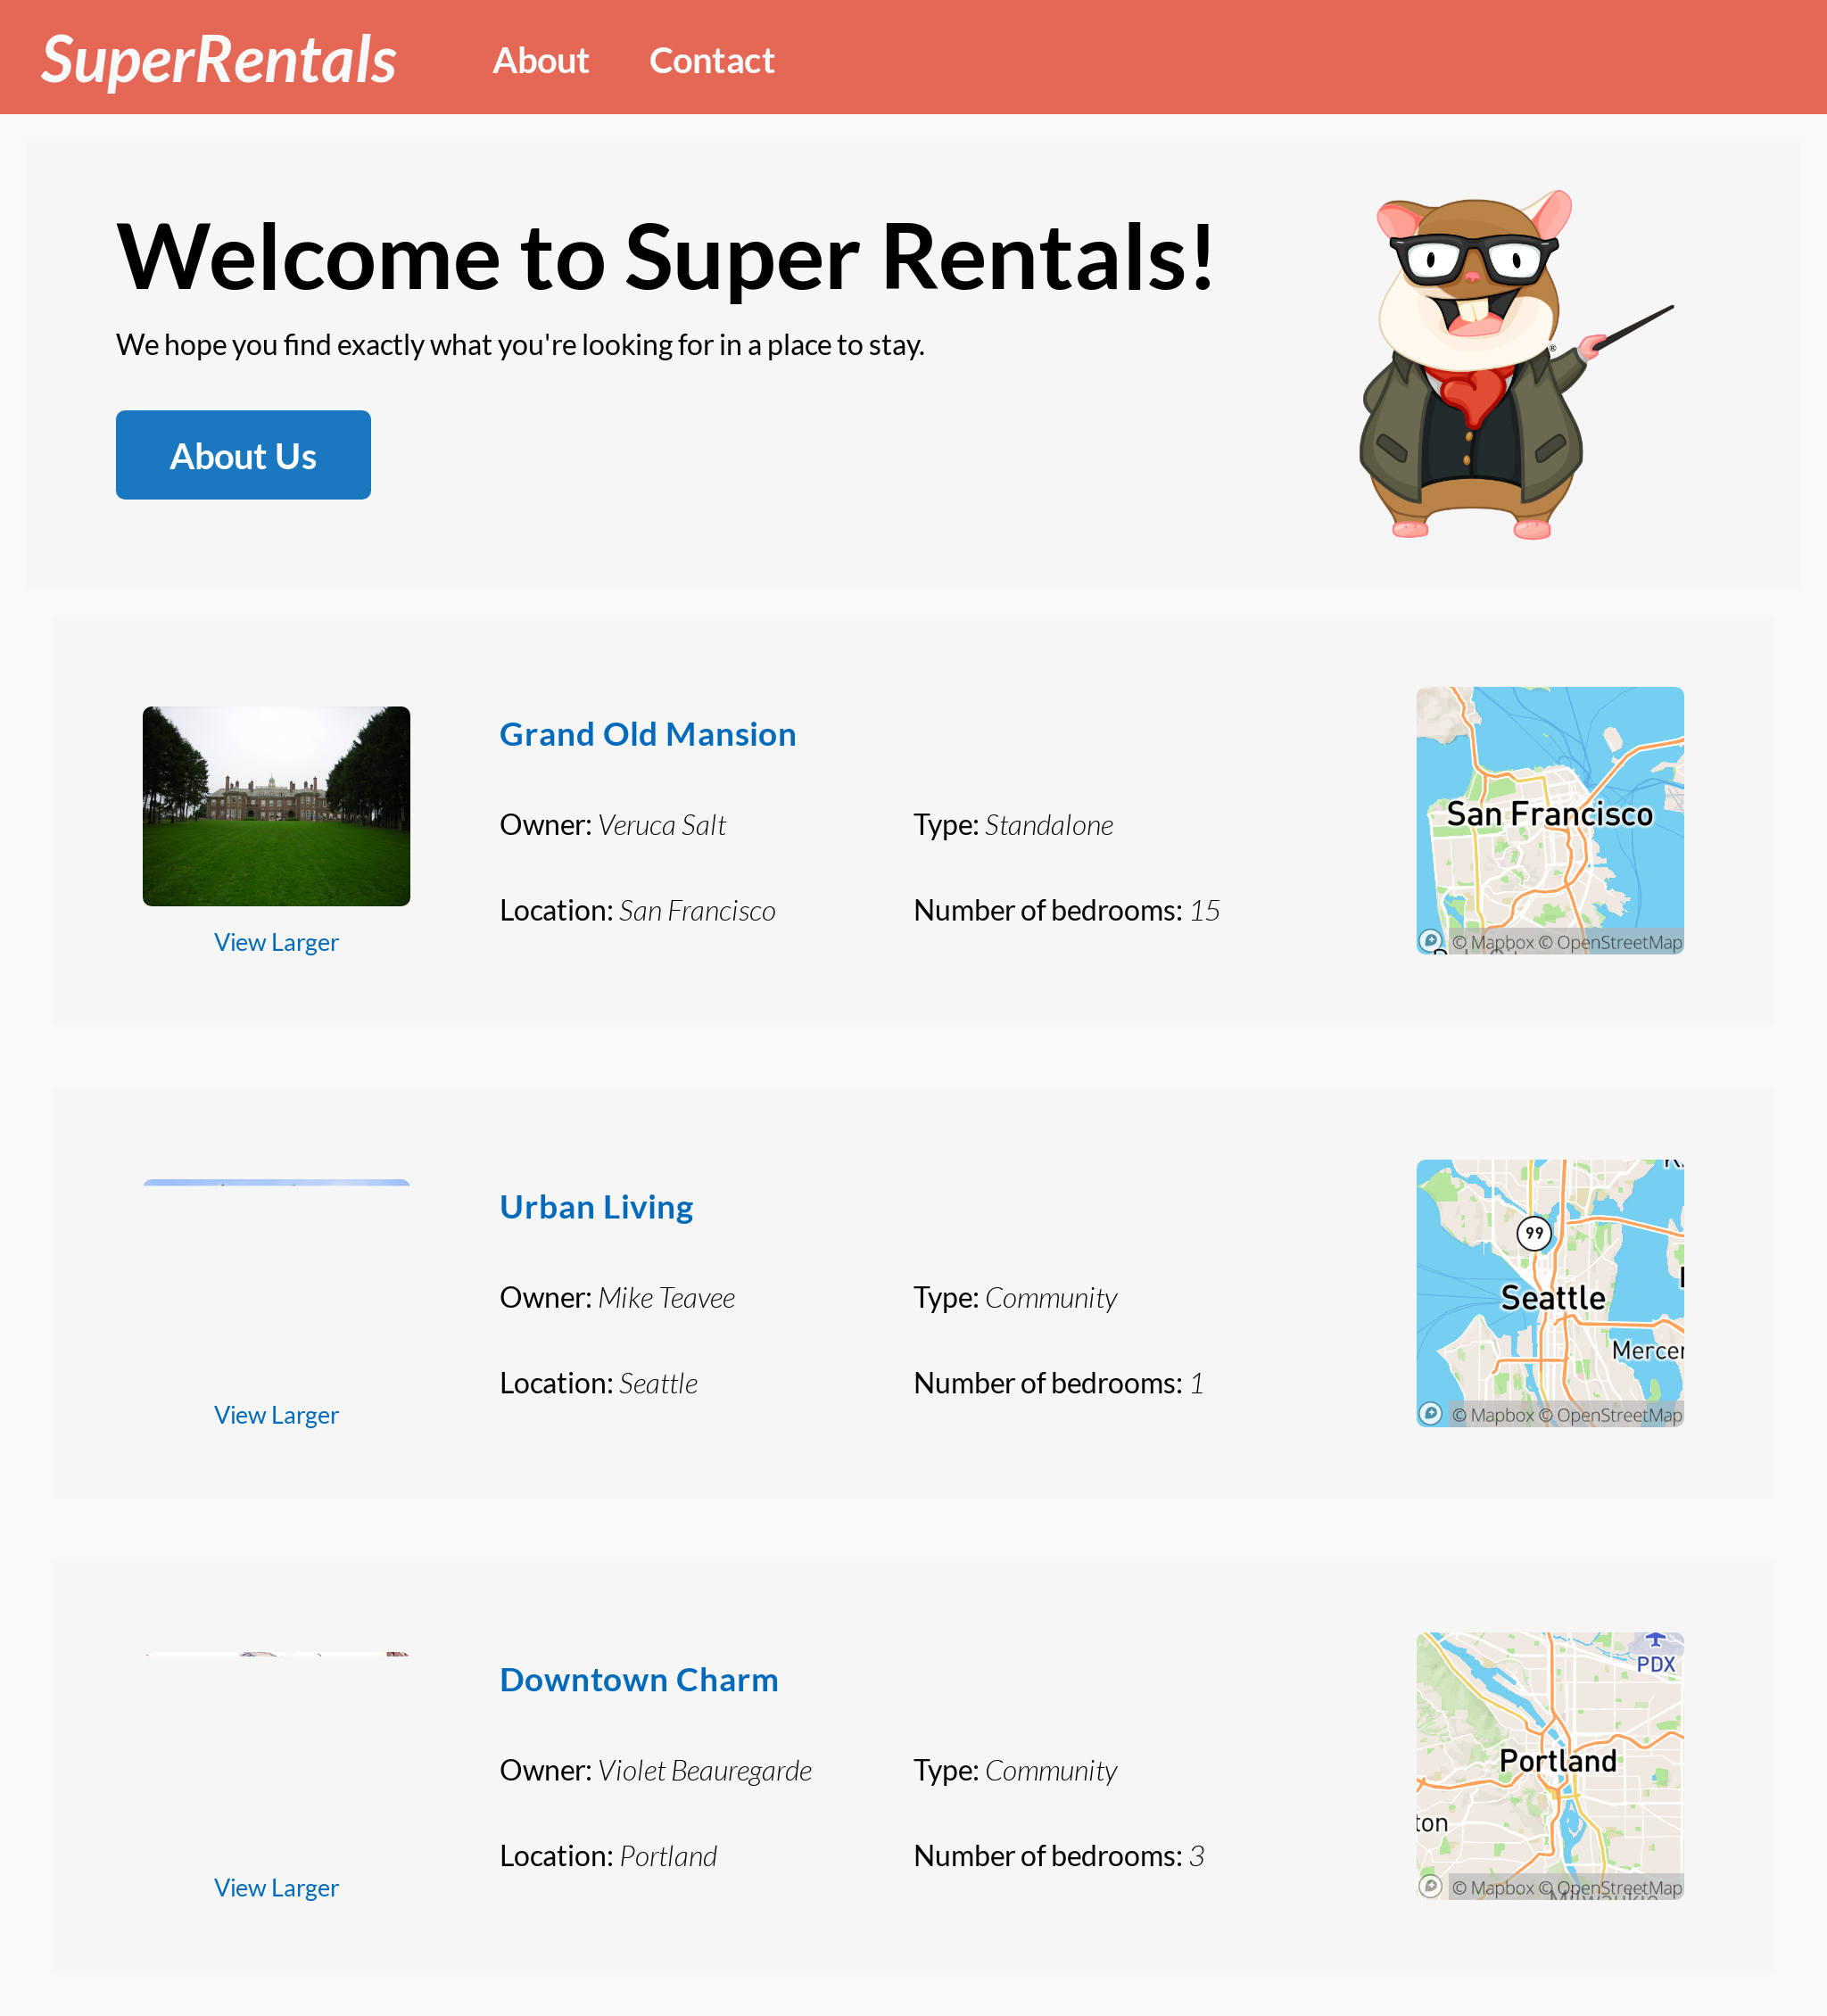 SuperRentals About Contact
Welcome to Super Rentals!
We hope you find exactly what you're looking for in a place to stay.
About Us
Grand Old Mansion
Owner: Veruca Salt Type: Standalone
Location: San Francisco Number of bedrooms: 15
View Larger
San Francisco
© Mapbox © OpenStreetMap
Urban Living
Owner: Mike Teavee Type: Community
Location: Seattle Number of bedrooms: 1
View Larger
99
Seattle
Mercer
© Mapbox © OpenStreetMap
Downtown Charm
Owner: Violet Beauregarde Type: Community
Location: Portland Number of bedrooms: 3
View Larger
PDX
Portland
ton
© Mapbox © OpenStreetMap